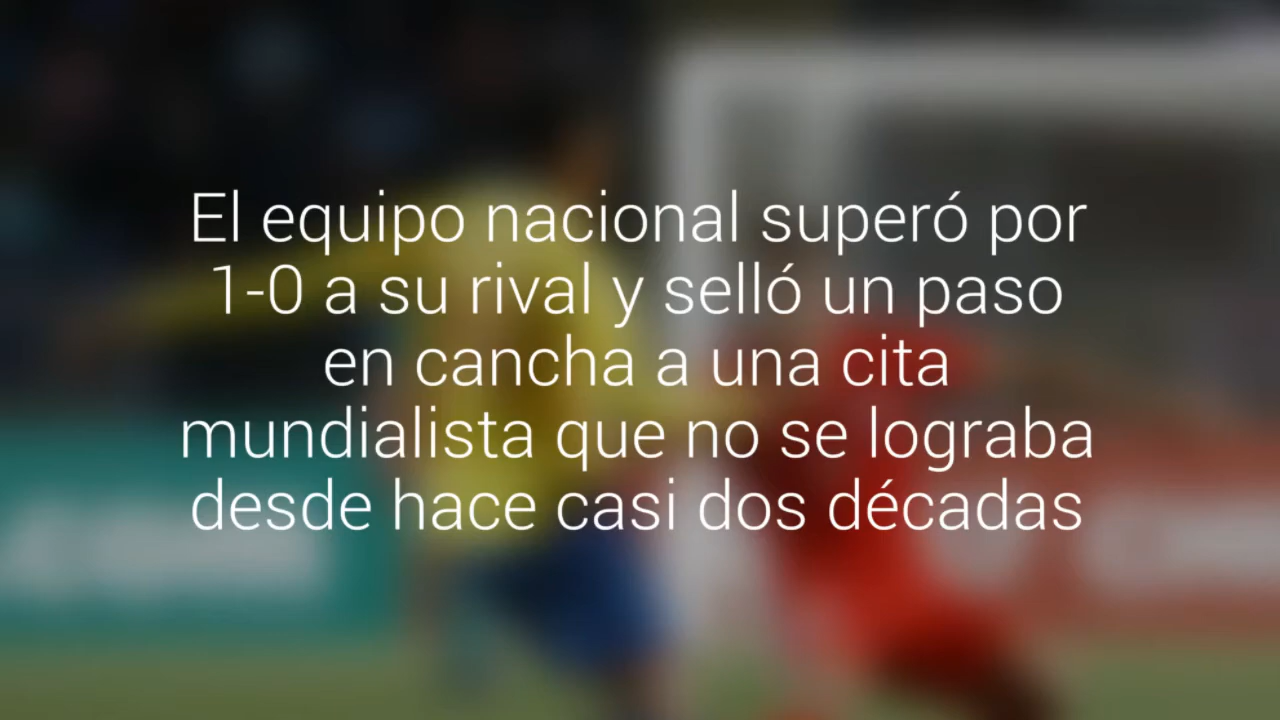 El equipo nacional superó por
1-0 a su rival y selló un paso
en cancha a una cita
mundialista que no se lograba
desde hace casi dos décadas